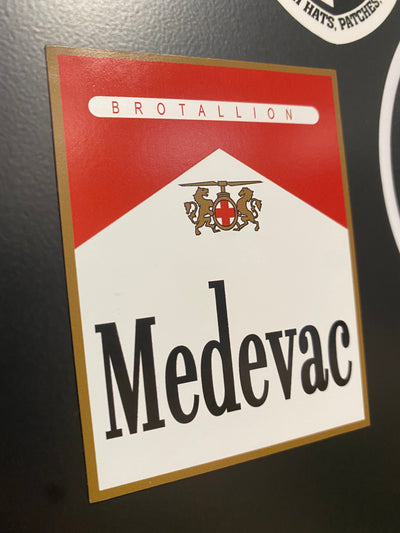 HATS, PATCHES,
BROTALLION
Medevac